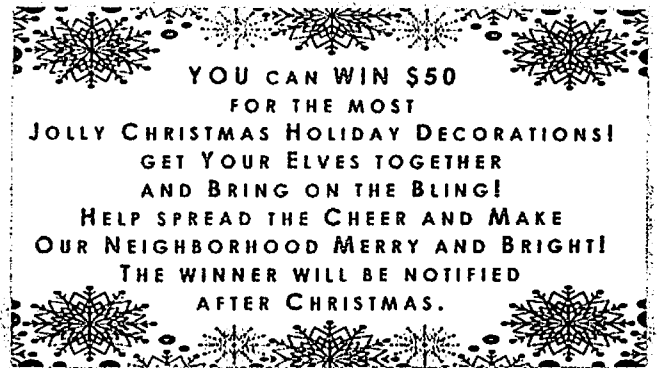 YOU CAN WIN $50
FOR THE MOST
JOLLY CHRISTMAS HOLIDAY DECORATIONS!
GET YOUR ELVES TOGETHER
AND BRING ON THE BLING!
HELP SPREAD THE CHEER AND MAKE
OUR NEIGHBORHOOD MERRY AND BRIGHT!
THE WINNER WILL BE NOTIFIED
AFTER CHRISTMAS.